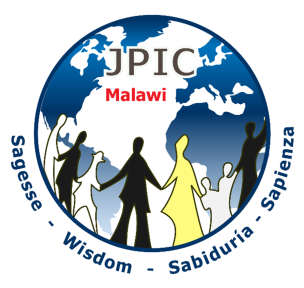 JPIC
Malawi
Sagesse - Wisdom - Sabiduría - Sapienza